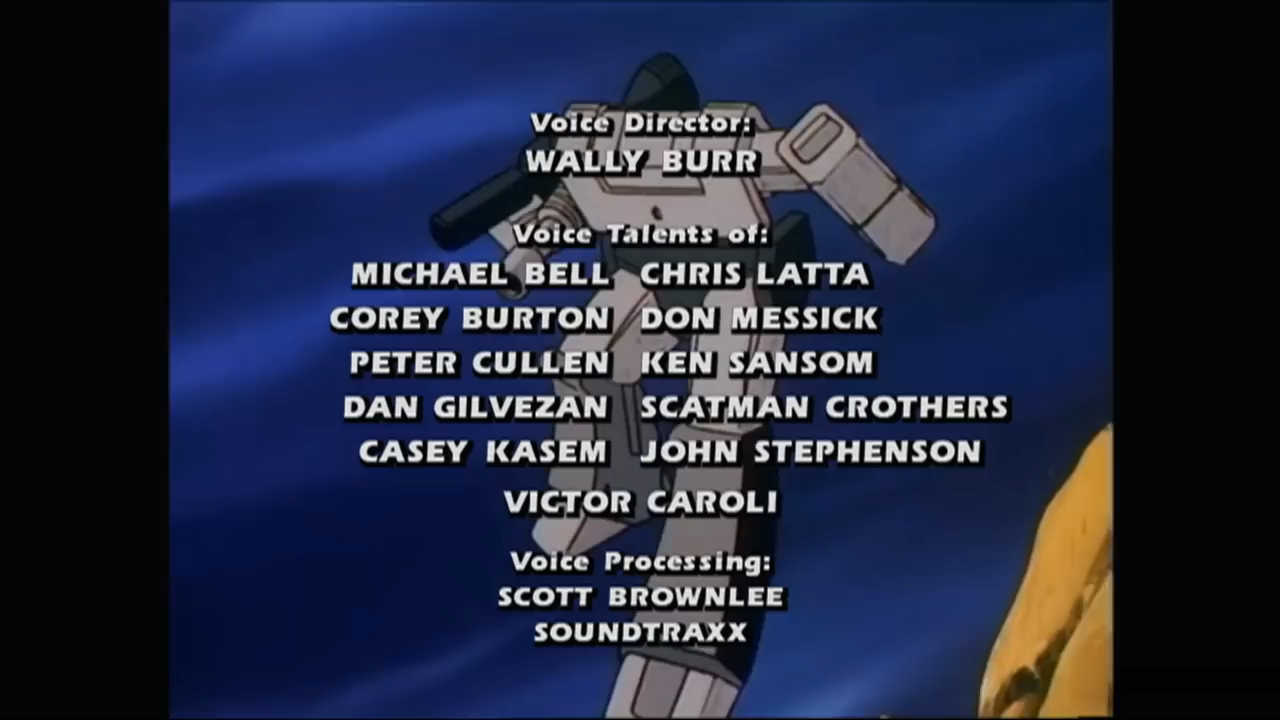 Voice Director:
WALLY BURR
Voice Talents of:
MICHAEL BELL CHRIS LATTA
COREY BURTON DON MESSICK
PETER CULLEN KEN SANSOM
DAN GILVEZAN SCATMAN CROTHERS
CASEY KASEM JOHN STEPHENSON
VICTOR CAROLI
Voice Processing:
SCOTT BROWNLEE
SOUNDTRAXX